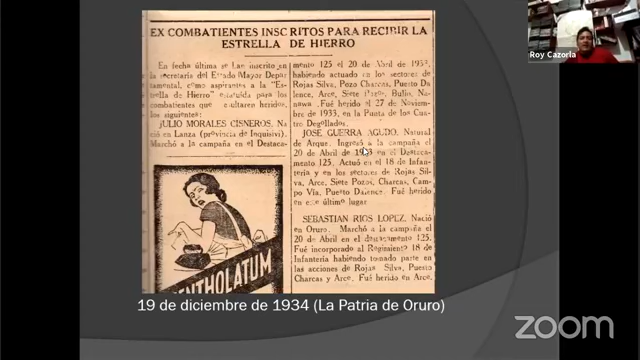 EX COMBATIENTES INSCRITOS PARA RECIBIR LA
ESTRELLA DE HIERRO
En fecha última se han inscrito en
la secretaría del Estado Mayor Depar
tamental, como aspirantes a la "Es-
trella de Hierro" estatuida para los
combatientes que resultaren heridos,
los siguientes:
JULIO MORALES CISNEROS. Na
ció en Lanza (provincia de Inquisivi).
Marchó a la campaña en el Destaca-
mento 125 el 20 de Abril de 1933,
habiendo actuado en los sectores de
Rojas Silva, Pozo Charcas, Puerto Da
lence, Arce, Siete Pozos, Bullo, Na-
nawa. Fué herido el 27 de Noviem-
bre de 1933, en la Punta de los Cua
tro Degollados.
JOSE GUERRA AGUDO. Natural
de Arque. Ingresó a la campaña el
20 de Abril de 1933 en el Destaca-
mento 125. Actuó en el 18 de Infan-
tería y en los sectores de Rojas Sil-
va, Arce, Siete Pozos, Charcas, Cam-
po Vía, Puerto Dalence. Fué herido
en este último lugar
SEBASTIAN RIOS LOPEZ. Nació
en Oruro. Marchó a la campaña el
20 de Abril en el destacamento 125.
Fué incorporado al Regimiento 18 de
Infantería habiendo tomado parte en
las acciones de Rojas Silva, Puerto
Charcas y Arce. Fué herido en Arce
MENTHOLATUM
19 de diciembre de 1934 (La Patria de Oruro)
Roy Cazorla
zoom